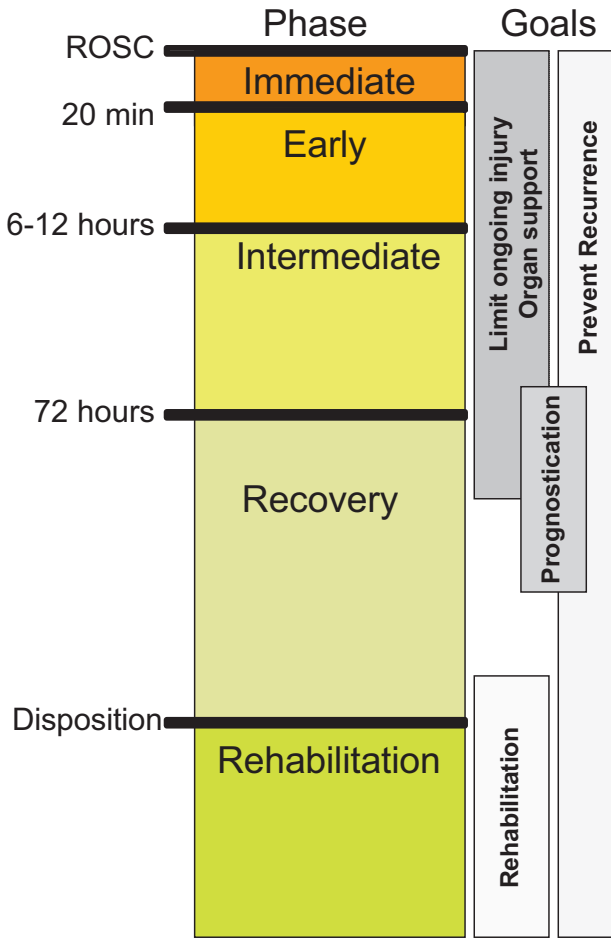 Phase
Goals
ROSC
Immediate
20 min
Early
6-12 hours
Intermediate
72 hours
Recovery
Disposition
Rehabilitation
Limit ongoing injury
Organ support
Prevent Recurrence
Prognostication
Rehabilitation